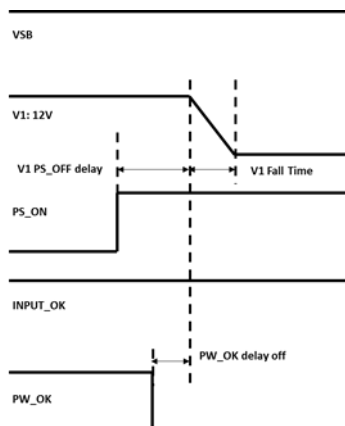 VSB
V1: 12V
V1 PS_OFF delay
V1 Fall Time
PS_ON
INPUT_OK
PW_OK delay off
PW_OK